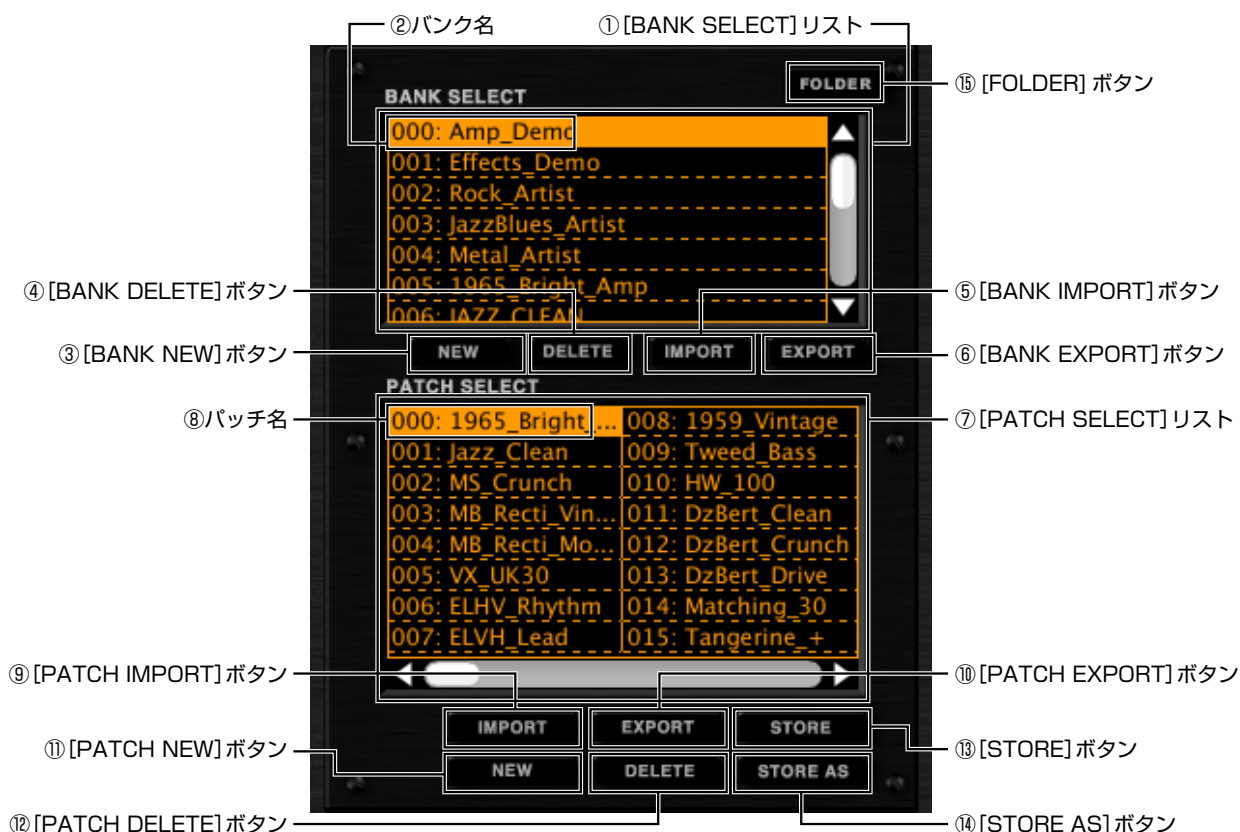 ②バンク名
①[BANK SELECT]リスト
FOLDER
⑮ [FOLDER] ボタン
BANK SELECT
000: Amp_Demo
001: Effects_Demo
002: Rock_Artist
003: JazzBlues_Artist
004: Metal_Artist
005: 1965_Bright_Amp
006: JAZZ_CLEAN
④[BANK DELETE]ボタン
⑤[BANK IMPORT]ボタン
③[BANK NEW]ボタン
NEW DELETE IMPORT EXPORT
⑥[BANK EXPORT]ボタン
PATCH SELECT
⑧パッチ名
⑦[PATCH SELECT]リスト
000: 1965_Bright_... 008: 1959_Vintage
001: Jazz_Clean 009: Tweed_Bass
002: MS_Crunch 010: HW_100
003: MB_Recti_Vin... 011: DzBert_Clean
004: MB_Recti_Mo... 012: DzBert_Crunch
005: VX_UK30 013: DzBert_Drive
006: ELHV_Rhythm 014: Matching_30
007: ELVH_Lead 015: Tangerine_+
⑨[PATCH IMPORT]ボタン
⑩[PATCH EXPORT]ボタン
IMPORT EXPORT STORE
⑪[PATCH NEW]ボタン
⑬[STORE]ボタン
NEW DELETE STORE AS
⑫[PATCH DELETE]ボタン
⑭[STORE AS]ボタン